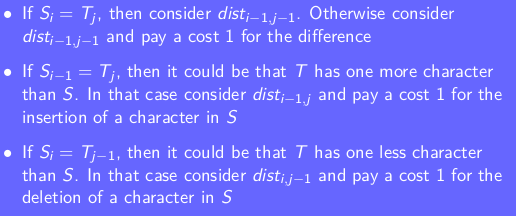 • If S_i = T_j, then consider dist_{i−1,j−1}. Otherwise consider
dist_{i−1,j−1} and pay a cost 1 for the difference
• If S_{i−1} = T_j, then it could be that T has one more character
than S. In that case consider dist_{i−1,j} and pay a cost 1 for the
insertion of a character in S
• If S_i = T_{j−1}, then it could be that T has one less character
than S. In that case consider dist_{i,j−1} and pay a cost 1 for the
deletion of a character in S